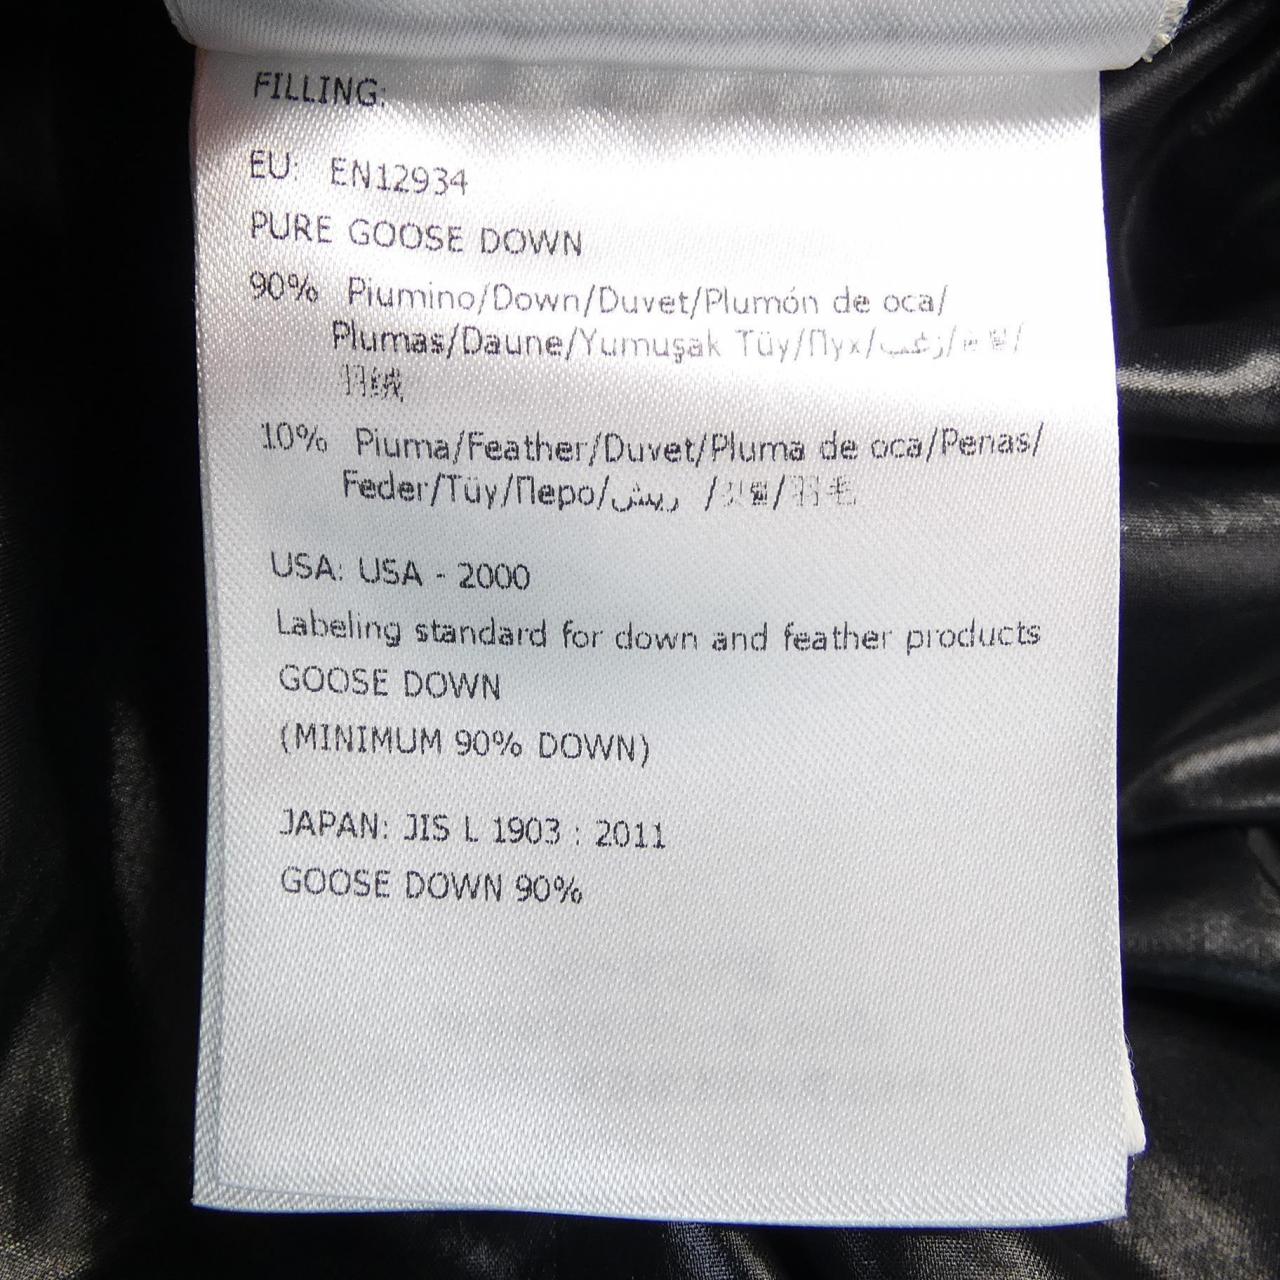 FILLING:
EU: EN12934
PURE GOOSE DOWN
90% Piumino/Down/Duvet/Plumón de oca/
Plumas/Daune/Yumuşak Tüy/Пух/زغب/
羽绒
10% Piuma/Feather/Duvet/Pluma de oca/Penas/
Feder/Tüy/Перо/ريش / /羽毛
USA: USA - 2000
Labeling standard for down and feather products
GOOSE DOWN
(MINIMUM 90% DOWN)
JAPAN: JIS L 1903 : 2011
GOOSE DOWN 90%